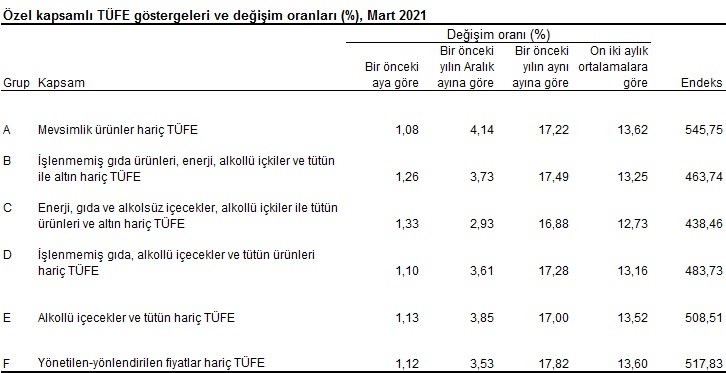 Özel kapsamlı TÜFE göstergeleri ve değişim oranları (%), Mart 2021
Değişim oranı (%)
Grup Kapsam Bir önceki aya göre Bir önceki yılın Aralık ayına göre Bir önceki yılın aynı ayına göre On iki aylık ortalamalara göre Endeks
A Mevsimlik ürünler hariç TÜFE 1,08 4,14 17,22 13,62 545,75
B İşlenmemiş gıda ürünleri, enerji, alkollü içkiler ve tütün
ile altın hariç TÜFE 1,26 3,73 17,49 13,25 463,74
C Enerji, gıda ve alkolsüz içecekler, alkollü içkiler ile tütün
ürünleri ve altın hariç TÜFE 1,33 2,93 16,88 12,73 438,46
D İşlenmemiş gıda, alkollü içecekler ve tütün ürünleri
hariç TÜFE 1,10 3,61 17,28 13,16 483,73
E Alkollü içecekler ve tütün hariç TÜFE 1,13 3,85 17,00 13,52 508,51
F Yönetilen-yönlendirilen fiyatlar hariç TÜFE 1,12 3,53 17,82 13,60 517,83